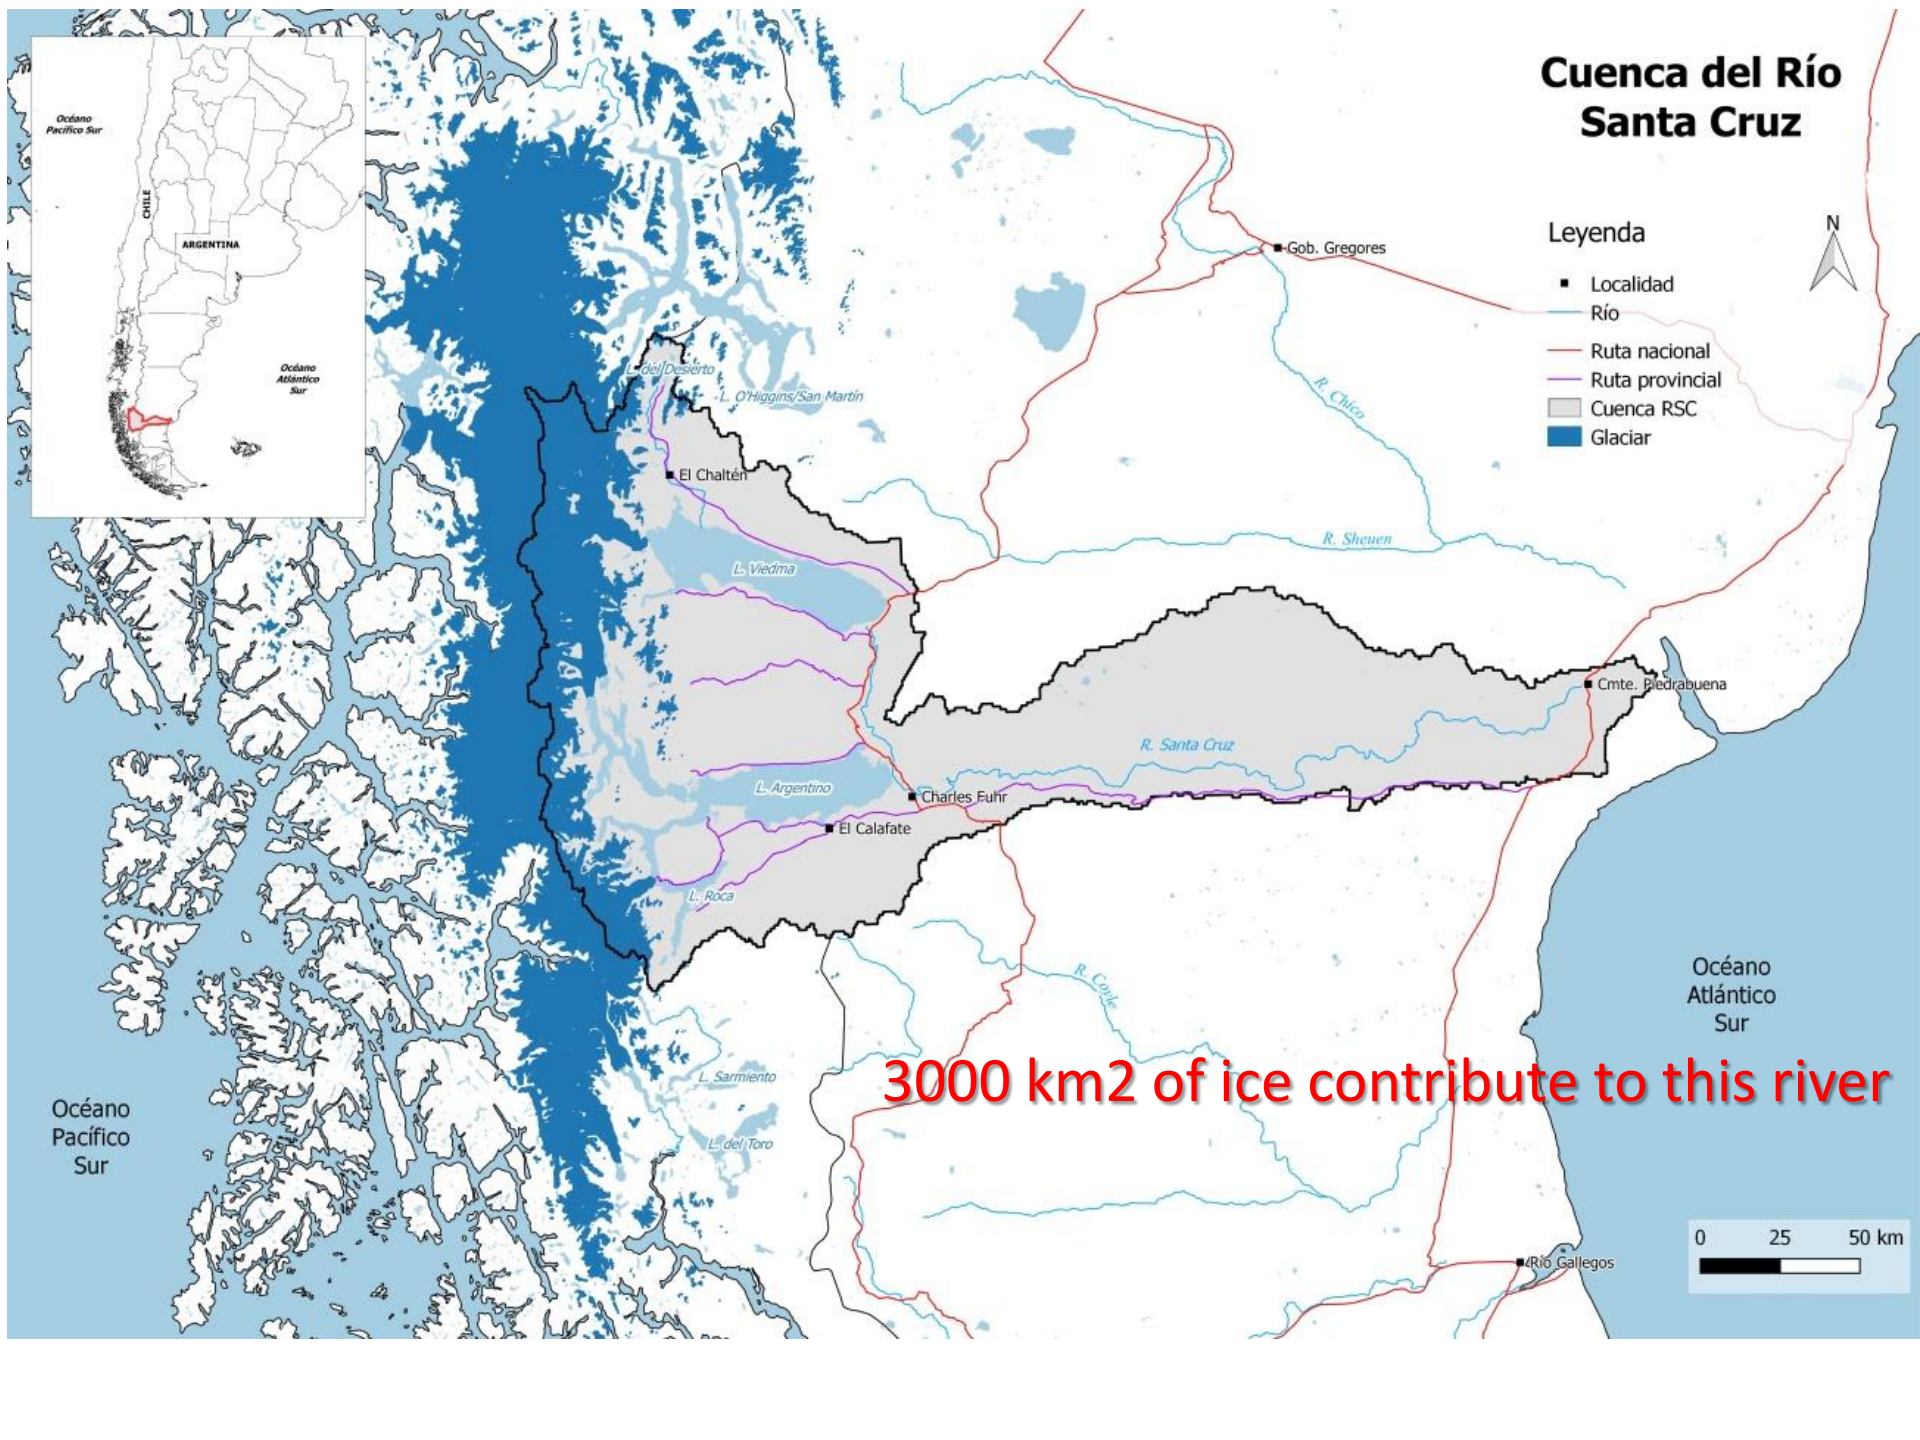 Cuenca del Río
Santa Cruz
Océano
Pacífico Sur
CHILE
ARGENTINA
Océano
Atlántico
Sur
Leyenda
N
Localidad
Río
Ruta nacional
Ruta provincial
Cuenca RSC
Glaciar
Gob. Gregores
L. del Desierto
L. O'Higgins/San Martín
R. Chico
El Chaltén
R. Sheuen
L. Viedma
Cmte. Piedrabuena
R. Santa Cruz
L. Argentino
Charles Fuhr
El Calafate
L. Roca
R. Coyle
Océano
Atlántico
Sur
3000 km2 of ice contribute to this river
L. Sarmiento
L. del Toro
Océano
Pacífico
Sur
0 25 50 km
Río Gallegos